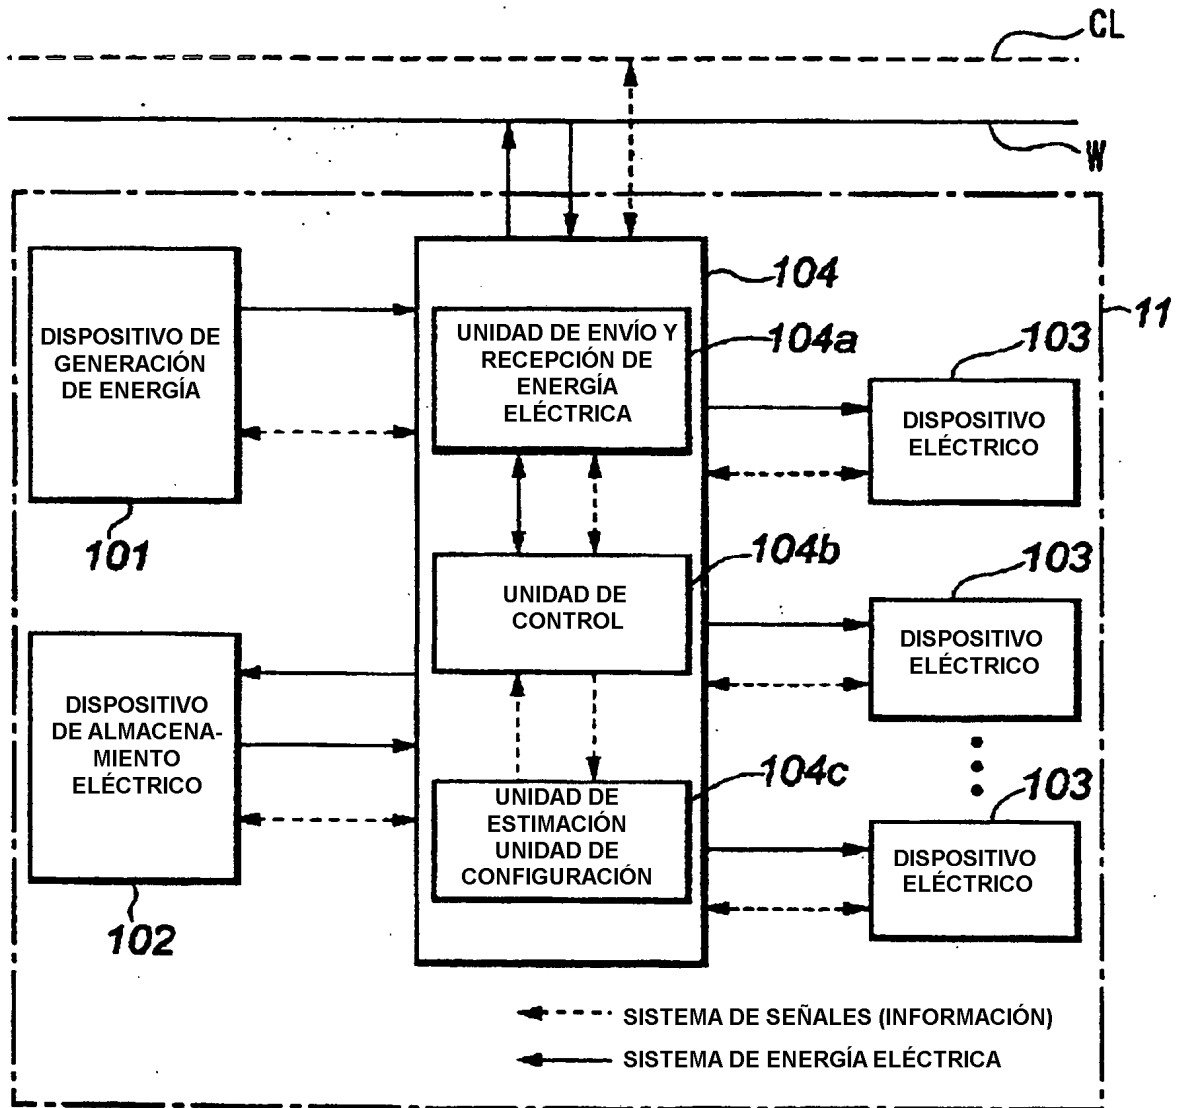 CL
W
104
11
DISPOSITIVO DE
GENERACIÓN
DE ENERGÍA
101
UNIDAD DE ENVÍO Y
RECEPCIÓN DE
ENERGÍA
ELÉCTRICA
104a
103
DISPOSITIVO
ELÉCTRICO
104b
UNIDAD DE
CONTROL
103
DISPOSITIVO
ELÉCTRICO
DISPOSITIVO
DE ALMACENA-
MIENTO
ELÉCTRICO
102
104c
UNIDAD DE
ESTIMACIÓN
UNIDAD DE
CONFIGURACIÓN
103
DISPOSITIVO
ELÉCTRICO
SISTEMA DE SEÑALES (INFORMACIÓN)
SISTEMA DE ENERGÍA ELÉCTRICA